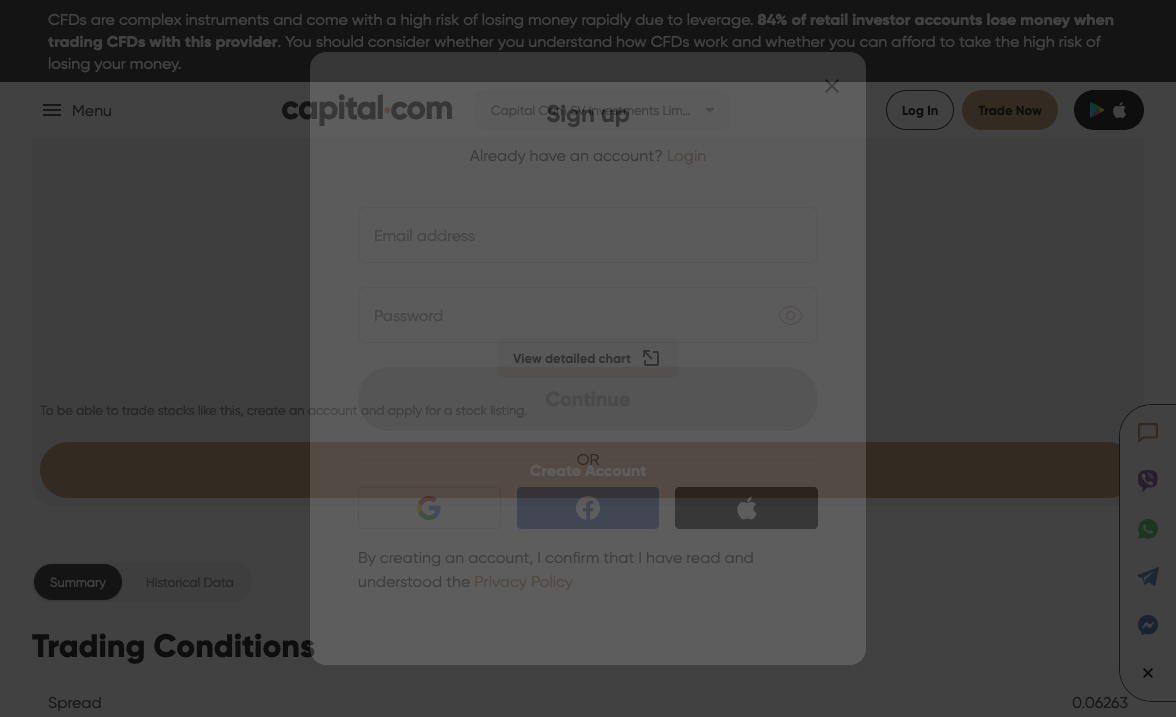 CFDs are complex instruments and come with a high risk of losing money rapidly due to leverage. 84% of retail investor accounts lose money when
trading CFDs with this provider. You should consider whether you understand how CFDs work and whether you can afford to take the high risk of
losing your money.
Menu
capital.com
Capital Com SV Investments Lim...
Log In
Trade Now
Sign up
Already have an account? Login
Email address
Password
View detailed chart
Continue
To be able to trade stocks like this, create an account and apply for a stock listing.
OR
Create Account
By creating an account, I confirm that I have read and
understood the Privacy Policy
Summary
Historical Data
Trading Conditions
Spread
0.06263